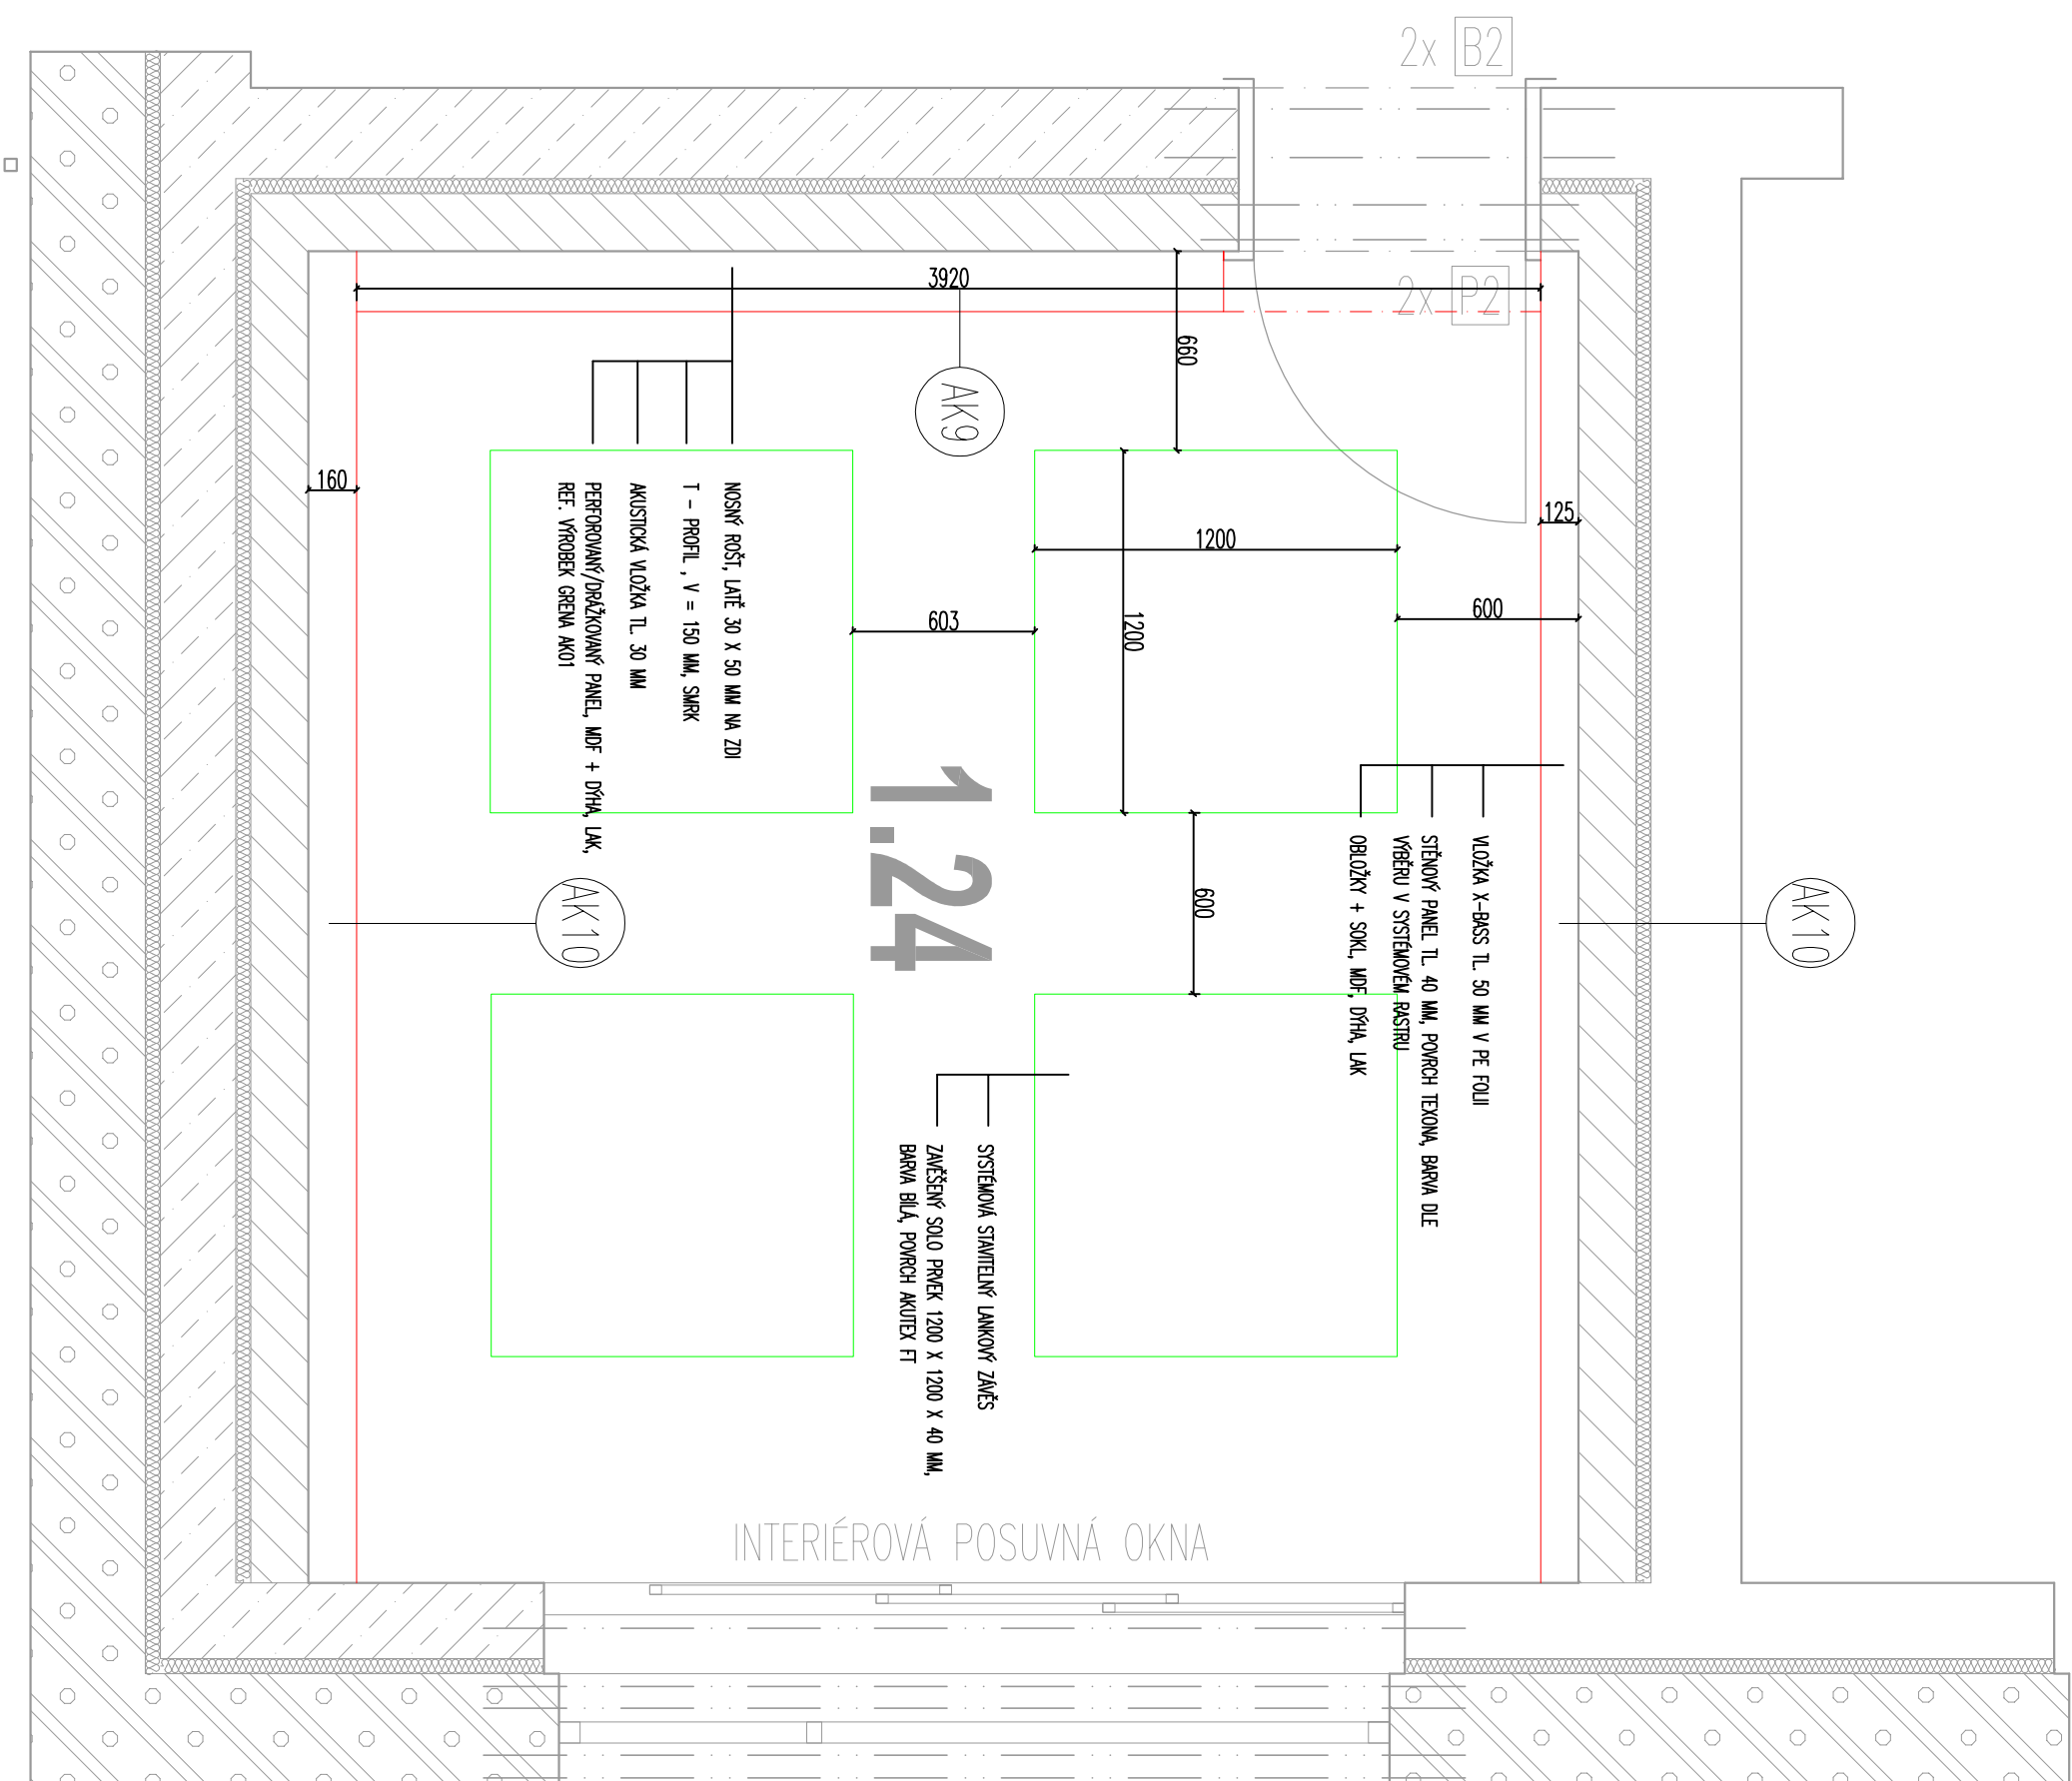 2x B2
2x P2
3920
660
AK9
160
125
1200
1200
603
600
600
NOSNÝ ROŠT, LATĚ 30 X 50 MM NA ZDI
T - PROFIL , V = 150 MM, SMRK
AKUSTICKÁ VLOŽKA TL. 30 MM
PERFOROVANÝ/DRÁŽKOVANÝ PANEL, MDF + DÝHA, LAK,
REF. VÝROBEK GRENA AK01
1.24
VLOŽKA X-BASS TL. 50 MM V PE FOLII
STĚNOVÝ PANEL TL. 40 MM, POVRCH TEXONA, BARVA DLE
VÝBĚRU V SYSTÉMOVÉM RASTRU
OBLOŽKY + SOKL, MDF, DÝHA, LAK
AK10
AK10
SYSTÉMOVÁ STAVITELNÝ LANKOVÝ ZÁVĚS
ZAVĚŠENÝ SOLO PRVEK 1200 X 1200 X 40 MM,
BARVA BÍLÁ, POVRCH AKUTEX FT
INTERIÉROVÁ POSUVNÁ OKNA